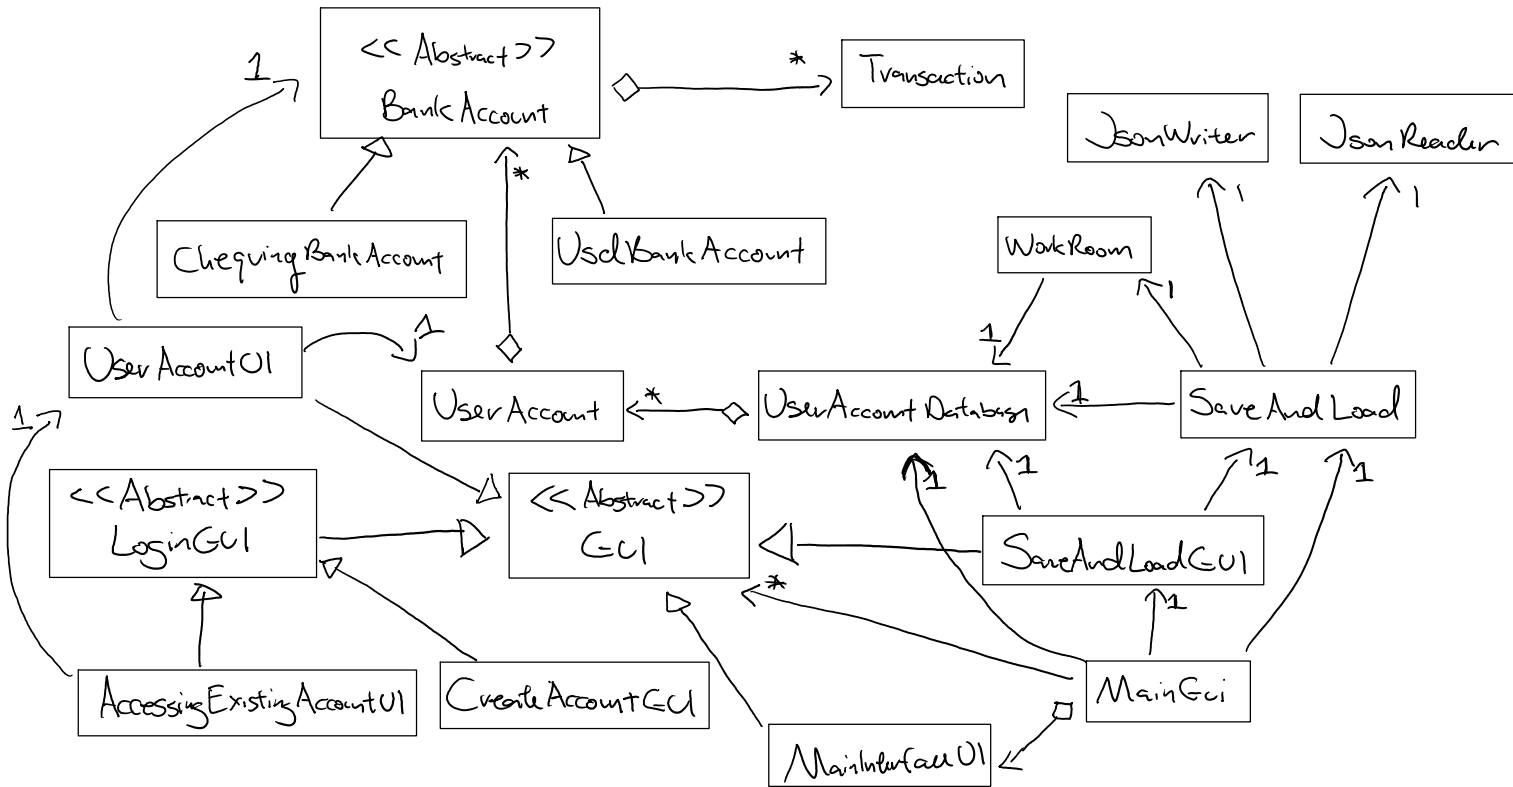 << Abstract >>
BankAccount
1
*
Transaction
JsonWriter
JsonReader
*
1
1
ChequingBankAccount
UsdBankAccount
WorkRoom
1
1
1
UserAccountUI
UserAccount
*
UserAccountDatabase
1
SaveAndLoad
1
<<Abstract>>
LoginGUI
<<Abstract>>
GUI
1
1
1
1
SaveAndLoadGUI
*
1
AccessingExistingAccountUI
CreateAccountGUI
MainGui
MainInterfaceUI